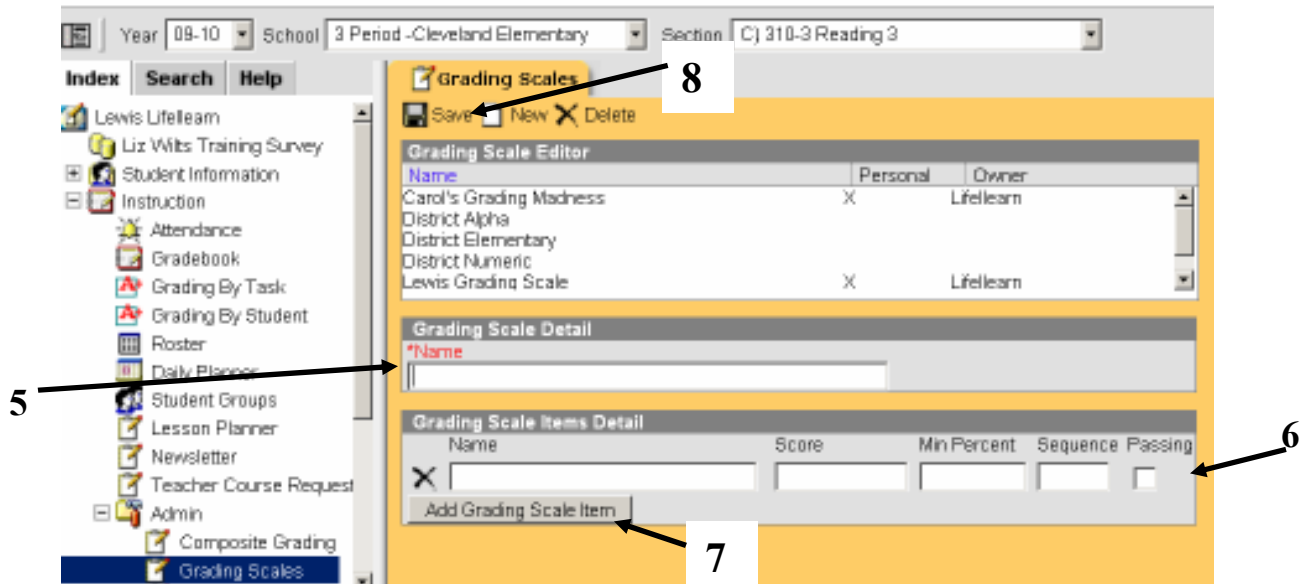 Year 09-10 School 3 Period -Cleveland Elementary Section C) 310-3 Reading 3
Index Search Help
Lewis Lifellearn
Liz Wilts Training Survey
Student Information
Instruction
Attendance
Gradebook
Grading By Task
Grading By Student
Roster
Daily Planner
Student Groups
Lesson Planner
Newsletter
Teacher Course Request
Admin
Composite Grading
Grading Scales
Grading Scales
8
Save New Delete
Grading Scale Editor
Name Personal Owner
Carol's Grading Madness X Lifellearn
District Alpha
District Elementary
District Numeric
Lewis Grading Scale X Lifellearn
Grading Scale Detail
*Name
5
Grading Scale Items Detail
Name Score Min Percent Sequence Passing
6
Add Grading Scale Item
7